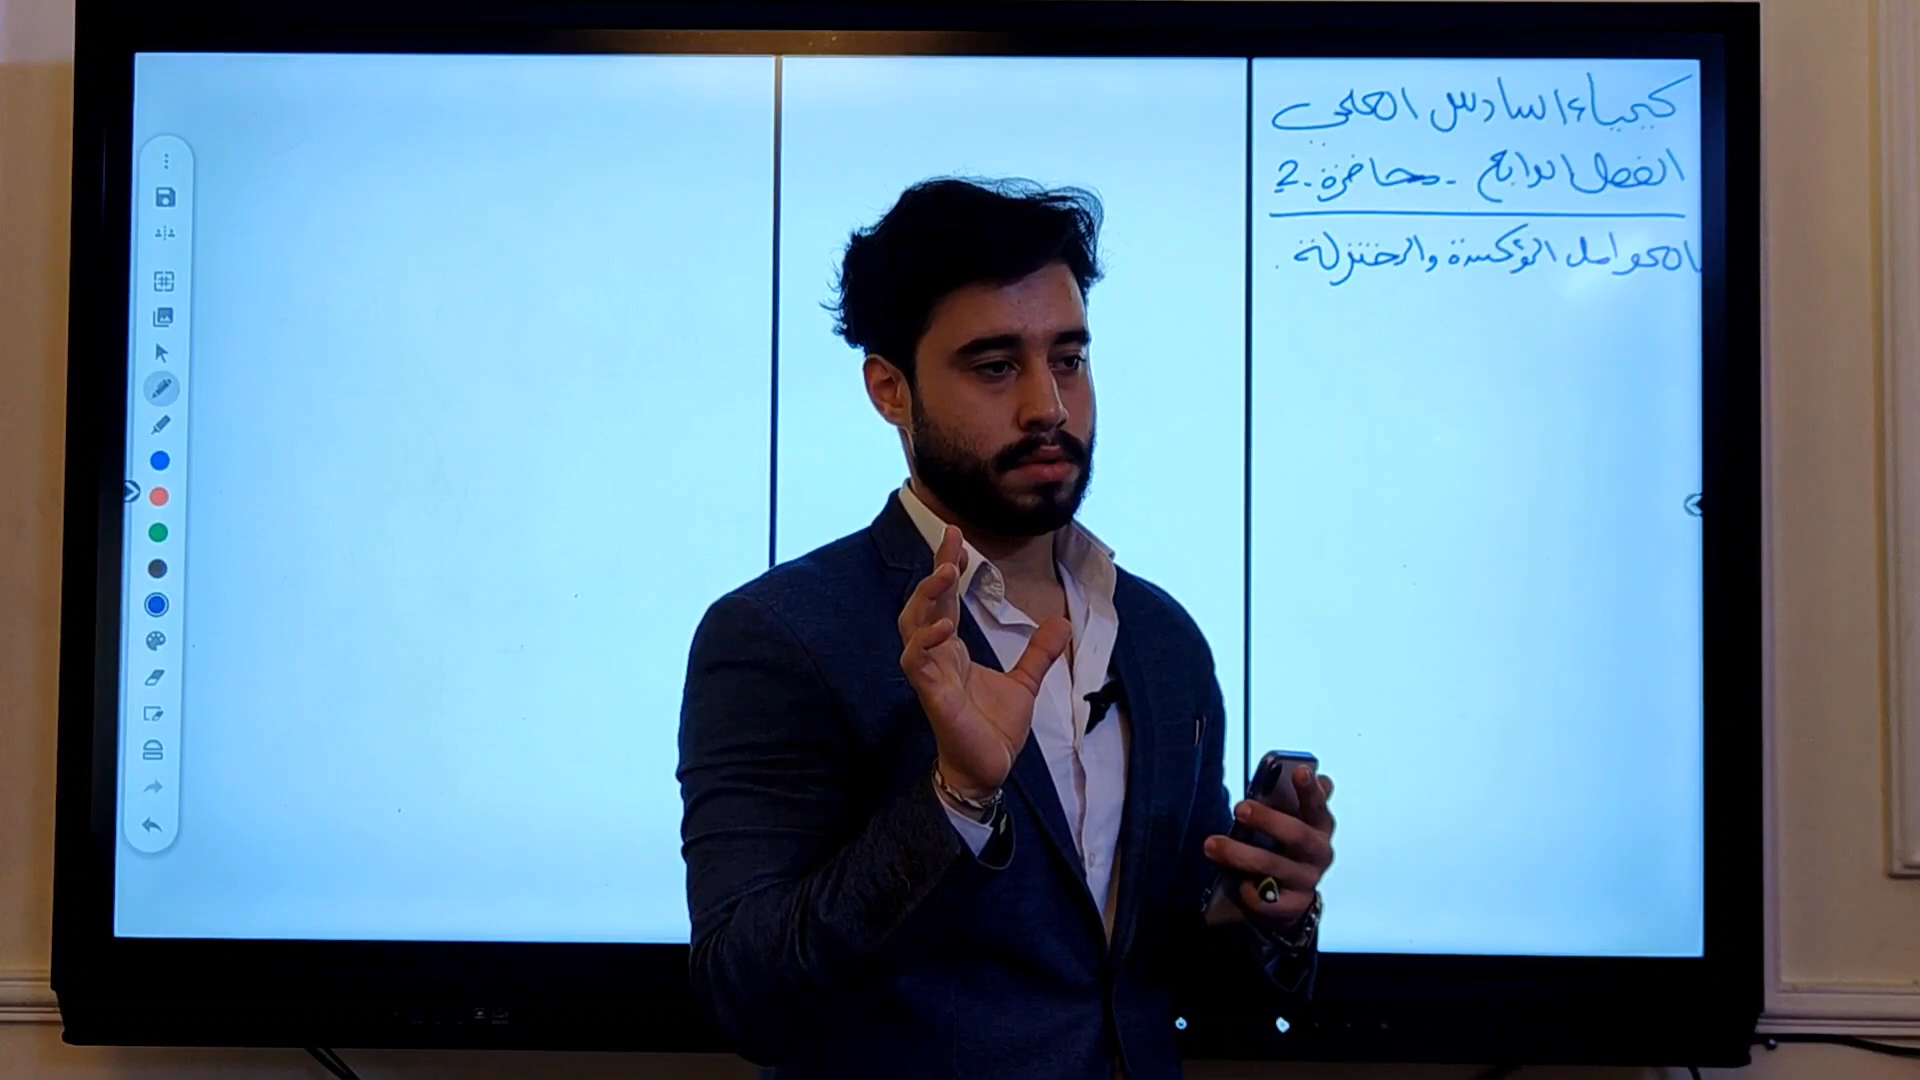 كيمياء السادس العلمي
الفصل الرابع - محاضرة - 2
العوامل المؤكسدة والمختزلة .